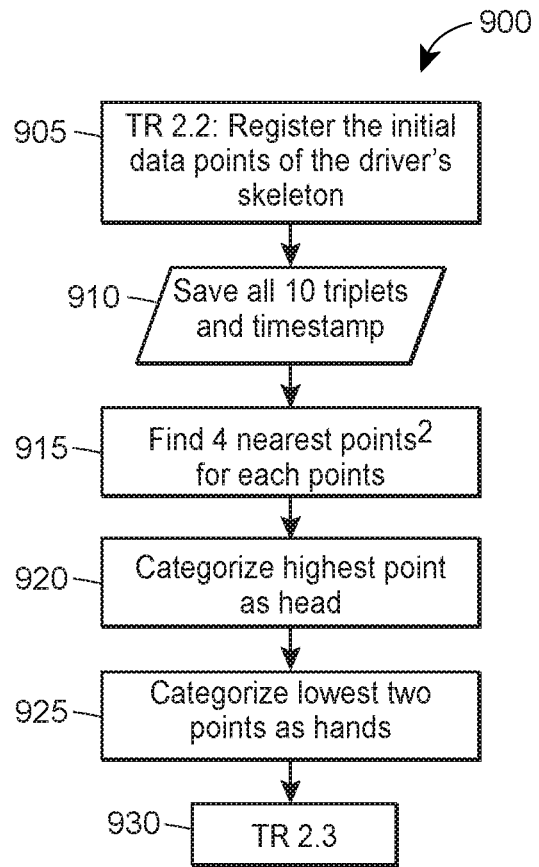 900
905
TR 2.2: Register the initial
data points of the driver's
skeleton
910
Save all 10 triplets
and timestamp
915
Find 4 nearest points2
for each points
920
Categorize highest point
as head
925
Categorize lowest two
points as hands
930
TR 2.3